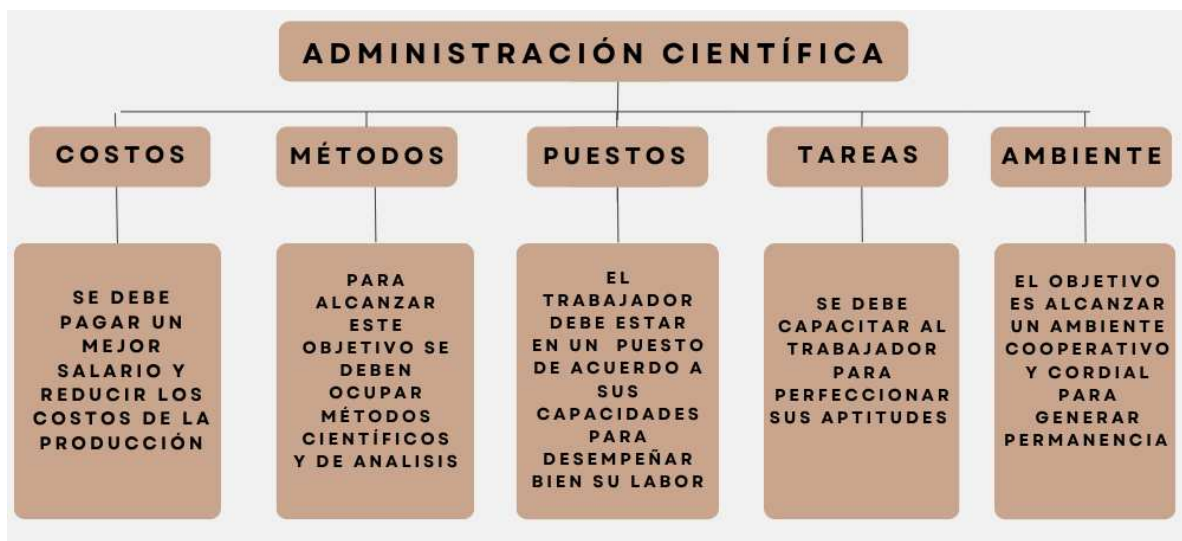 ADMINISTRACIÓN CIENTÍFICA
COSTOS
SE DEBE
PAGAR UN
MEJOR
SALARIO Y
REDUCIR LOS
COSTOS DE LA
PRODUCCIÓN
MÉTODOS
PARA
ALCANZAR
ESTE
OBJETIVO SE
DEBEN
OCUPAR
MÉTODOS
CIENTÍFICOS
Y DE ANALISIS
PUESTOS
EL
TRABAJADOR
DEBE ESTAR
EN UN PUESTO
DE ACUERDO A
SUS
CAPACIDADES
PARA
DESEMPEÑAR
BIEN SU LABOR
TAREAS
SE DEBE
CAPACITAR AL
TRABAJADOR
PARA
PERFECCIONAR
SUS APTITUDES
AMBIENTE
EL OBJETIVO
ES ALCANZAR
UN AMBIENTE
COOPERATIVO
Y CORDIAL
PARA
GENERAR
PERMANENCIA